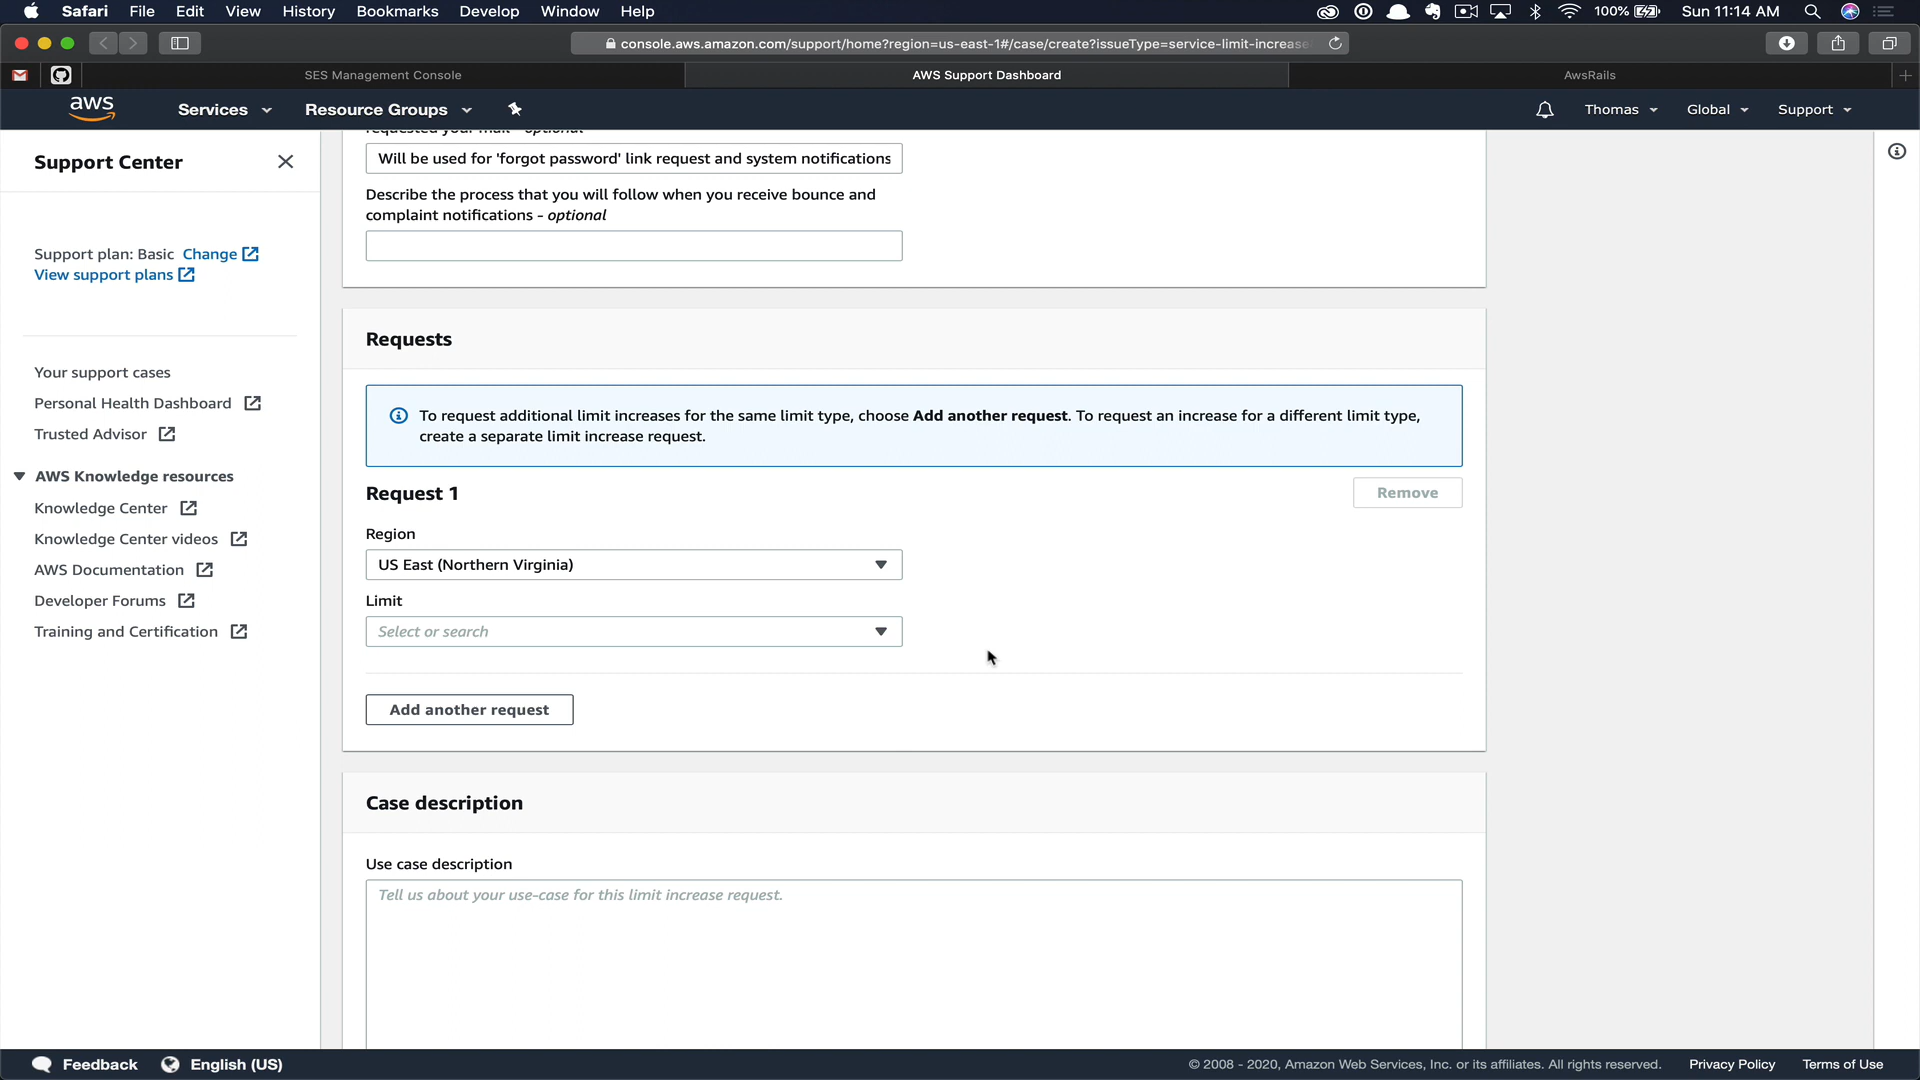 Safari File Edit View History Bookmarks Develop Window Help 100% Sun 11:14 AM
console.aws.amazon.com/support/home?region=us-east-1#/case/create?issueType=service-limit-increase
SES Management Console AWS Support Dashboard AwsRails
aws Services Resource Groups Thomas Global Support
Support Center
Support plan: Basic Change
View support plans
Your support cases
Personal Health Dashboard
Trusted Advisor
AWS Knowledge resources
Knowledge Center
Knowledge Center videos
AWS Documentation
Developer Forums
Training and Certification
requested your mail - optional
Will be used for 'forgot password' link request and system notifications
Describe the process that you will follow when you receive bounce and
complaint notifications - optional
Requests
To request additional limit increases for the same limit type, choose Add another request. To request an increase for a different limit type,
create a separate limit increase request.
Request 1
Remove
Region
US East (Northern Virginia)
Limit
Select or search
Add another request
Case description
Use case description
Tell us about your use-case for this limit increase request.
Feedback English (US) © 2008 - 2020, Amazon Web Services, Inc. or its affiliates. All rights reserved. Privacy Policy Terms of Use